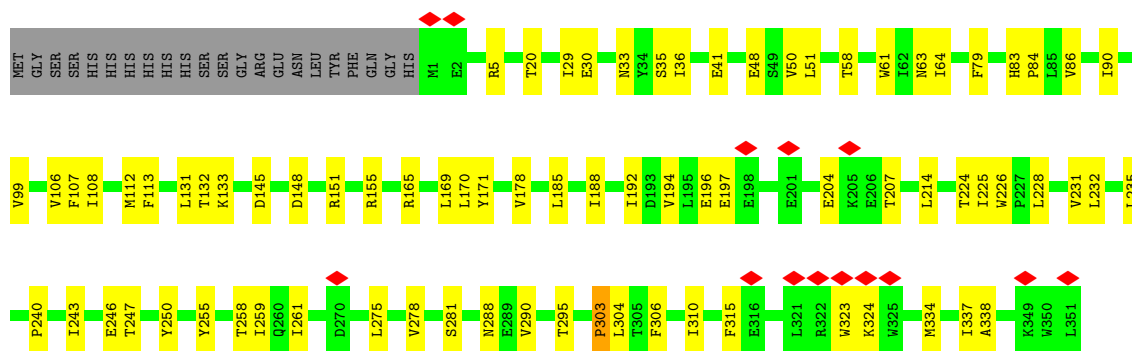 MET GLY SER SER HIS HIS HIS HIS HIS HIS SER SER GLY ARG GLU ASN LEU TYR PHE GLN GLY HIS M1 E2 R5 T20 I29 E30 N33 Y34 S35 I36 E41 E48 S49 V50 L51 T58 W61 I62 N63 I64 F79 H83 P84 L85 V86 I90
V99 V106 F107 I108 M112 F113 L131 T132 K133 D145 D148 R151 R155 R165 L169 L170 Y171 V178 L185 I188 I192 D193 V194 L195 E196 E197 E198 E201 E204 K205 E206 T207 L214 T224 I225 W226 P227 L228 V231 L232 L235
P240 I243 E246 T247 Y250 Y255 T258 I259 Q260 I261 D270 L275 V278 S281 N288 E289 V290 T295 P303 L304 T305 F306 I310 F315 E316 L321 R322 W323 K324 W325 M334 I337 A338 K349 W350 L351